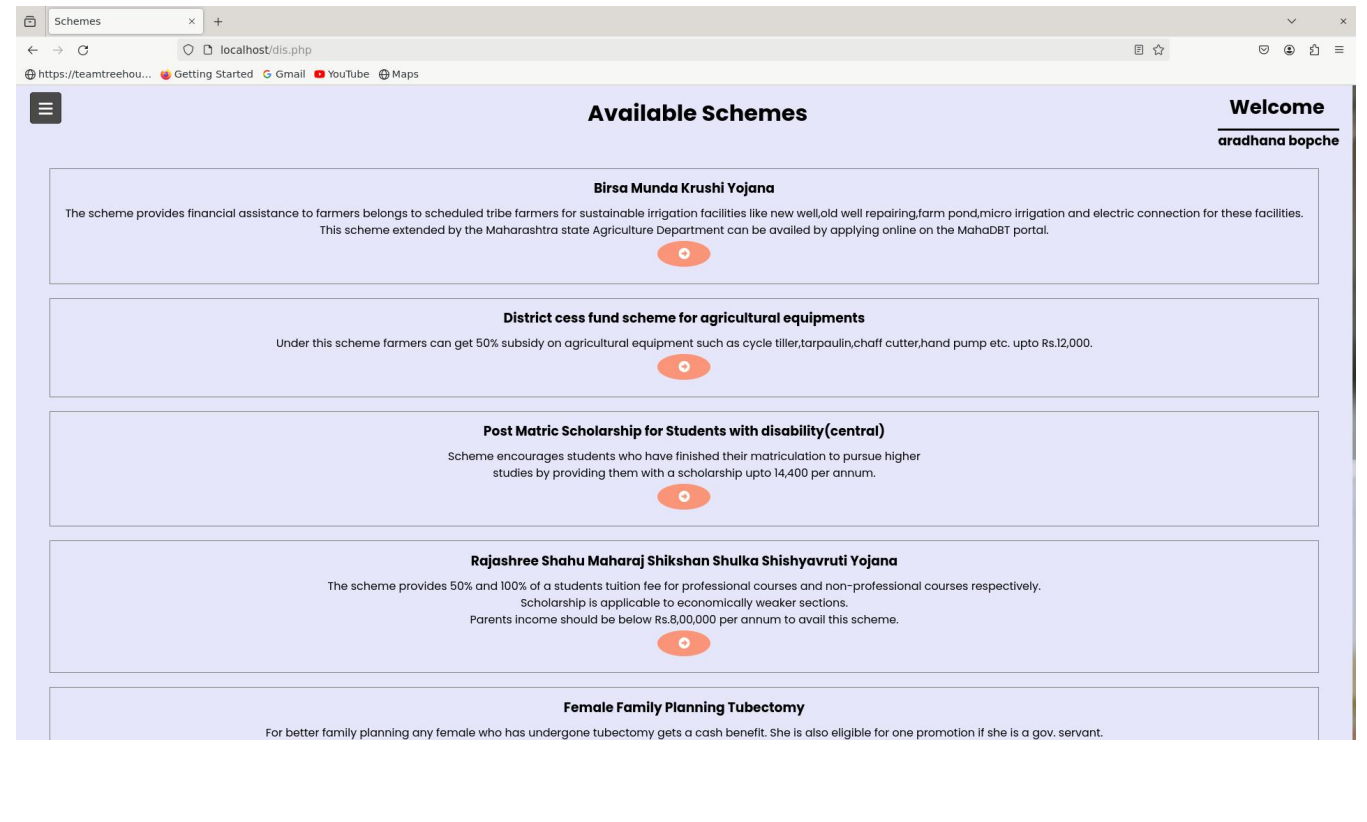 Schemes
localhost/dis.php
https://teamtreehou... Getting Started Gmail YouTube Maps
Available Schemes
Welcome
aradhana bopche
Birsa Munda Krushi Yojana
The scheme provides financial assistance to farmers belongs to scheduled tribe farmers for sustainable irrigation facilities like new well,old well repairing,farm pond,micro irrigation and electric connection for these facilities.
This scheme extended by the Maharashtra state Agriculture Department can be availed by applying online on the MahaDBT portal.
District cess fund scheme for agricultural equipments
Under this scheme farmers can get 50% subsidy on agricultural equipment such as cycle tiller,tarpaulin,chaff cutter,hand pump etc. upto Rs.12,000.
Post Matric Scholarship for Students with disability(central)
Scheme encourages students who have finished their matriculation to pursue higher
studies by providing them with a scholarship upto 14,400 per annum.
Rajashree Shahu Maharaj Shikshan Shulka Shishyavruti Yojana
The scheme provides 50% and 100% of a students tuition fee for professional courses and non-professional courses respectively.
Scholarship is applicable to economically weaker sections.
Parents income should be below Rs.8,00,000 per annum to avail this scheme.
Female Family Planning Tubectomy
For better family planning any female who has undergone tubectomy gets a cash benefit. She is also eligible for one promotion if she is a gov. servant.